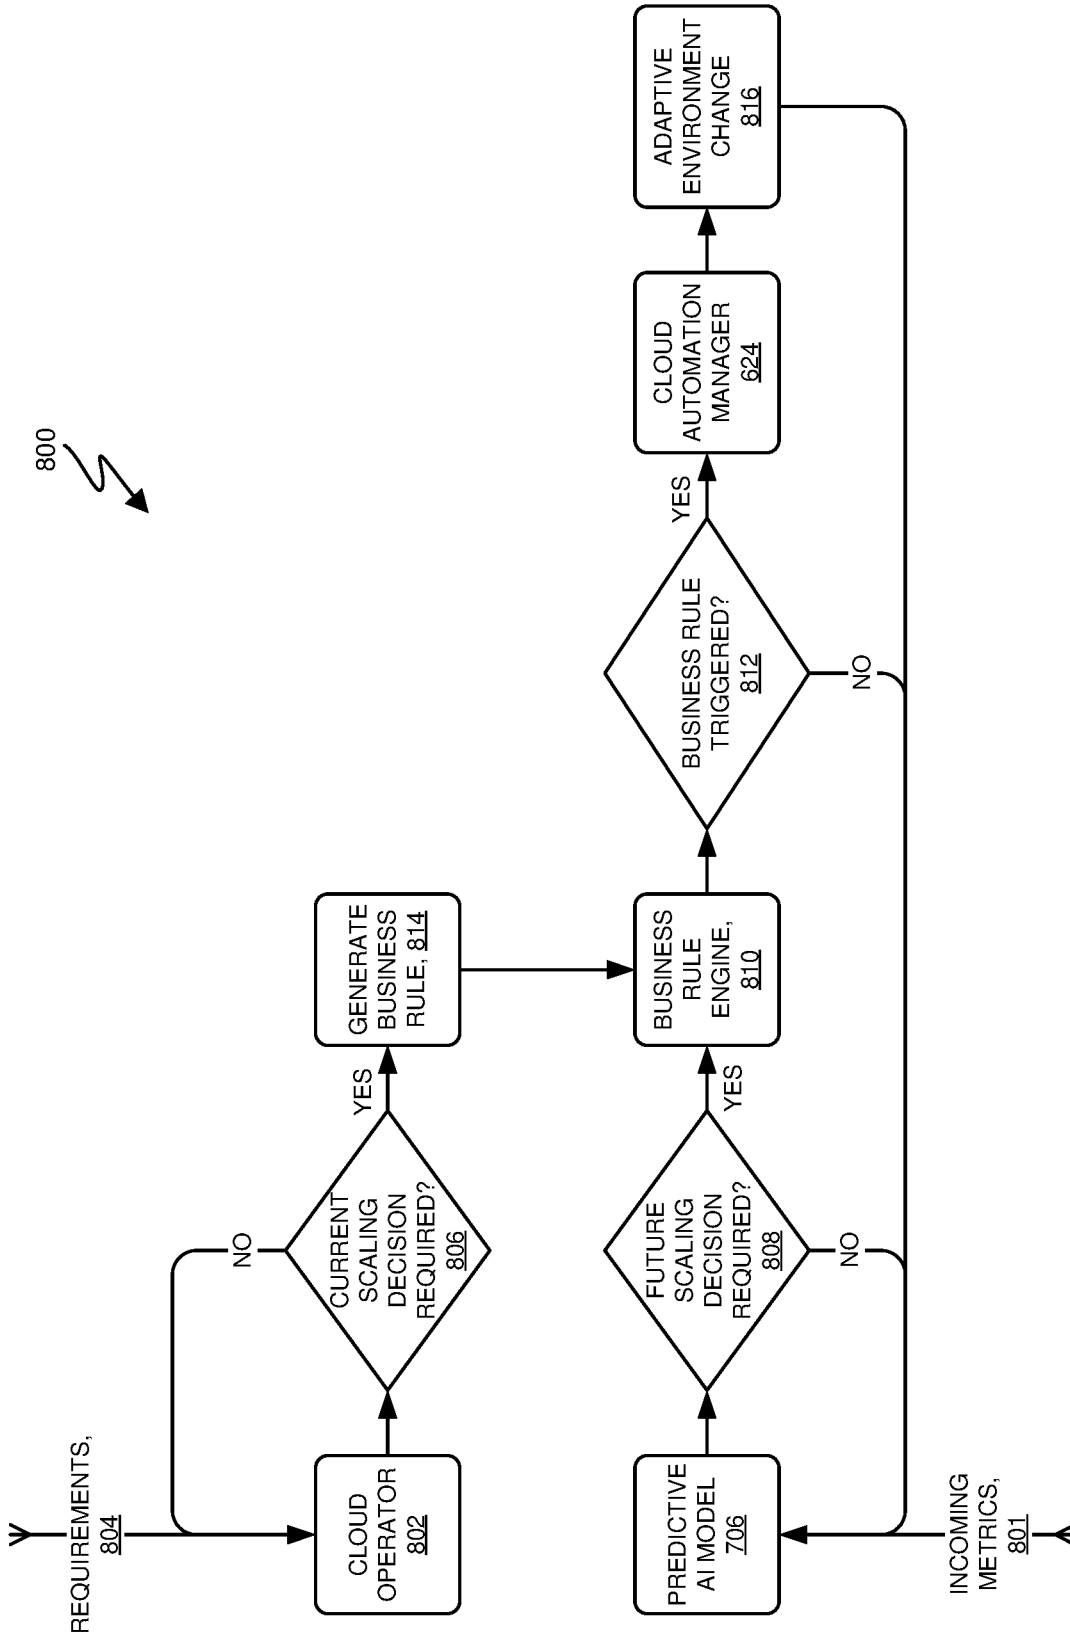 800
REQUIREMENTS,
804
CLOUD
OPERATOR
802
CURRENT
SCALING
DECISION
REQUIRED?
806
NO
YES
GENERATE
BUSINESS
RULE, 814
INCOMING
METRICS,
801
PREDICTIVE
AI MODEL
706
FUTURE
SCALING
DECISION
REQUIRED?
808
NO
YES
BUSINESS
RULE
ENGINE,
810
BUSINESS RULE
TRIGGERED?
812
NO
YES
CLOUD
AUTOMATION
MANAGER
624
ADAPTIVE
ENVIRONMENT
CHANGE
816